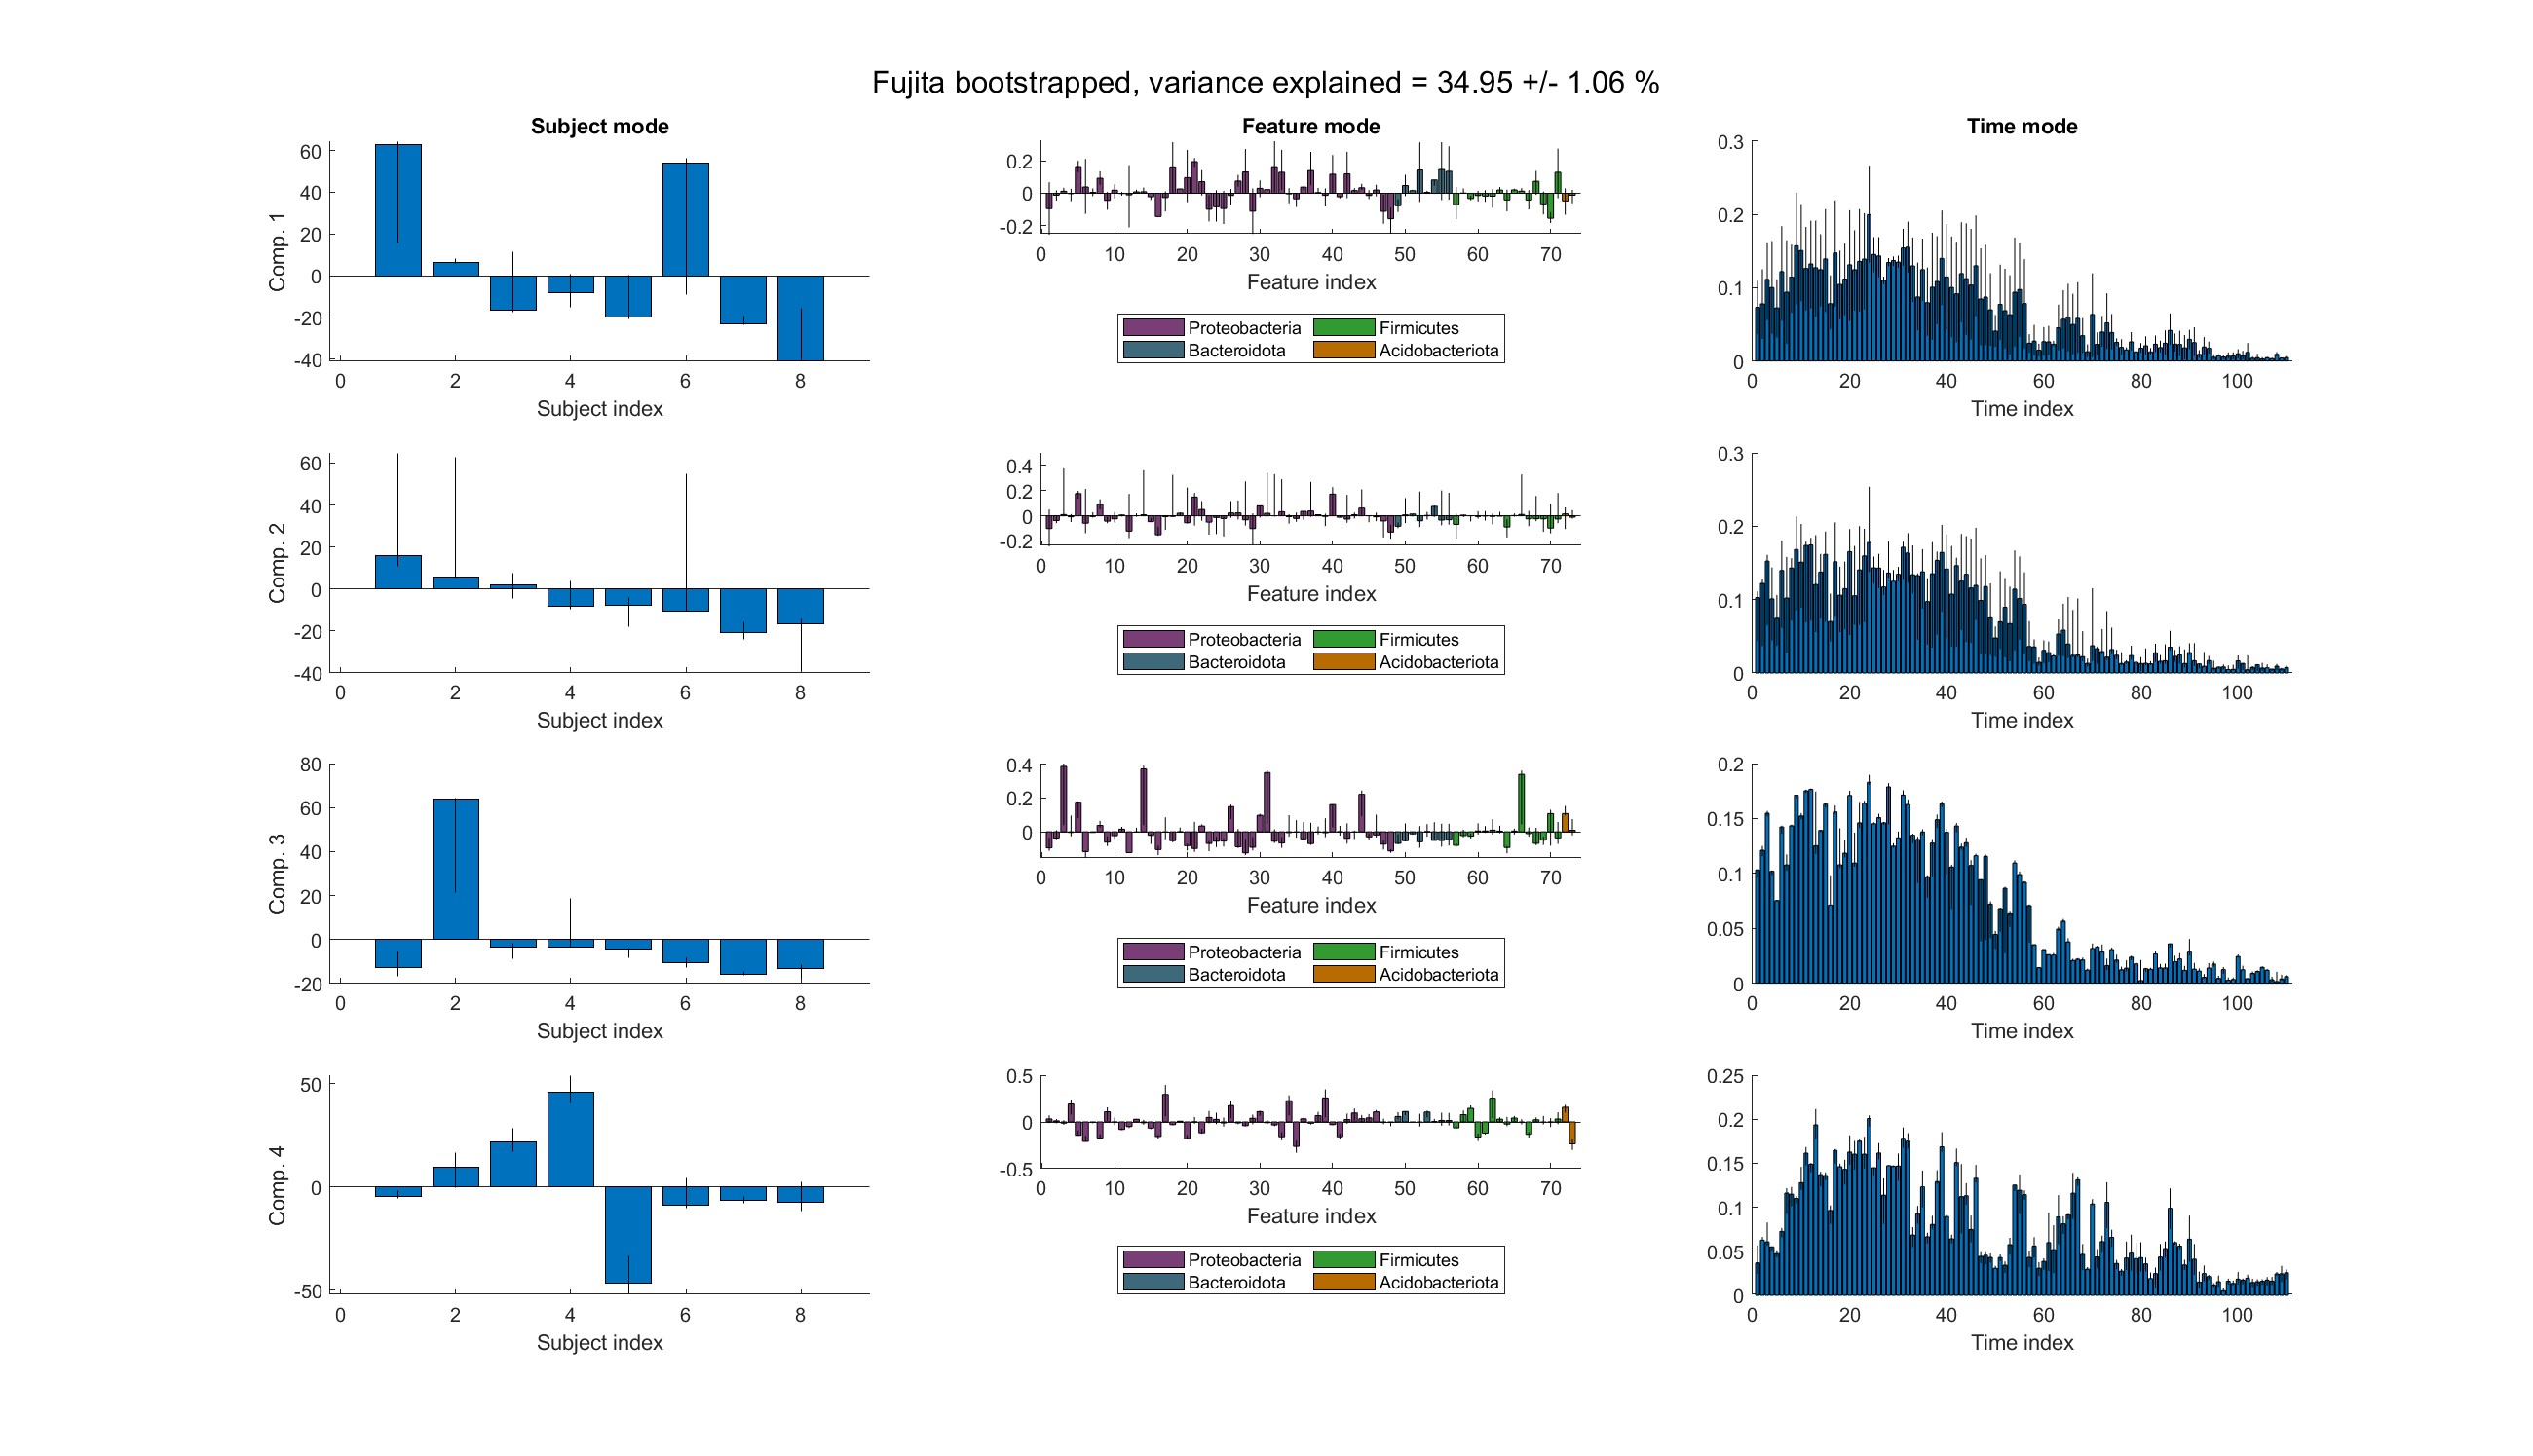 Fujita bootstrapped, variance explained = 34.95 +/- 1.06 %
Subject mode
Feature mode
Time mode
Comp. 1
60
40
20
0
-20
-40
0 2 4 6 8
Subject index
0.2
0
-0.2
0 10 20 30 40 50 60 70
Feature index
Proteobacteria Firmicutes
Bacteroidota Acidobacteriota
0.3
0.2
0.1
0
0 20 40 60 80 100
Time index
Comp. 2
60
40
20
0
-20
-40
0 2 4 6 8
Subject index
0.4
0.2
0
-0.2
0 10 20 30 40 50 60 70
Feature index
Proteobacteria Firmicutes
Bacteroidota Acidobacteriota
0.3
0.2
0.1
0
0 20 40 60 80 100
Time index
Comp. 3
80
60
40
20
0
-20
0 2 4 6 8
Subject index
0.4
0.2
0
0 10 20 30 40 50 60 70
Feature index
Proteobacteria Firmicutes
Bacteroidota Acidobacteriota
0.2
0.15
0.1
0.05
0
0 20 40 60 80 100
Time index
Comp. 4
50
0
-50
0 2 4 6 8
Subject index
0.5
0
-0.5
0 10 20 30 40 50 60 70
Feature index
Proteobacteria Firmicutes
Bacteroidota Acidobacteriota
0.25
0.2
0.15
0.1
0.05
0
0 20 40 60 80 100
Time index